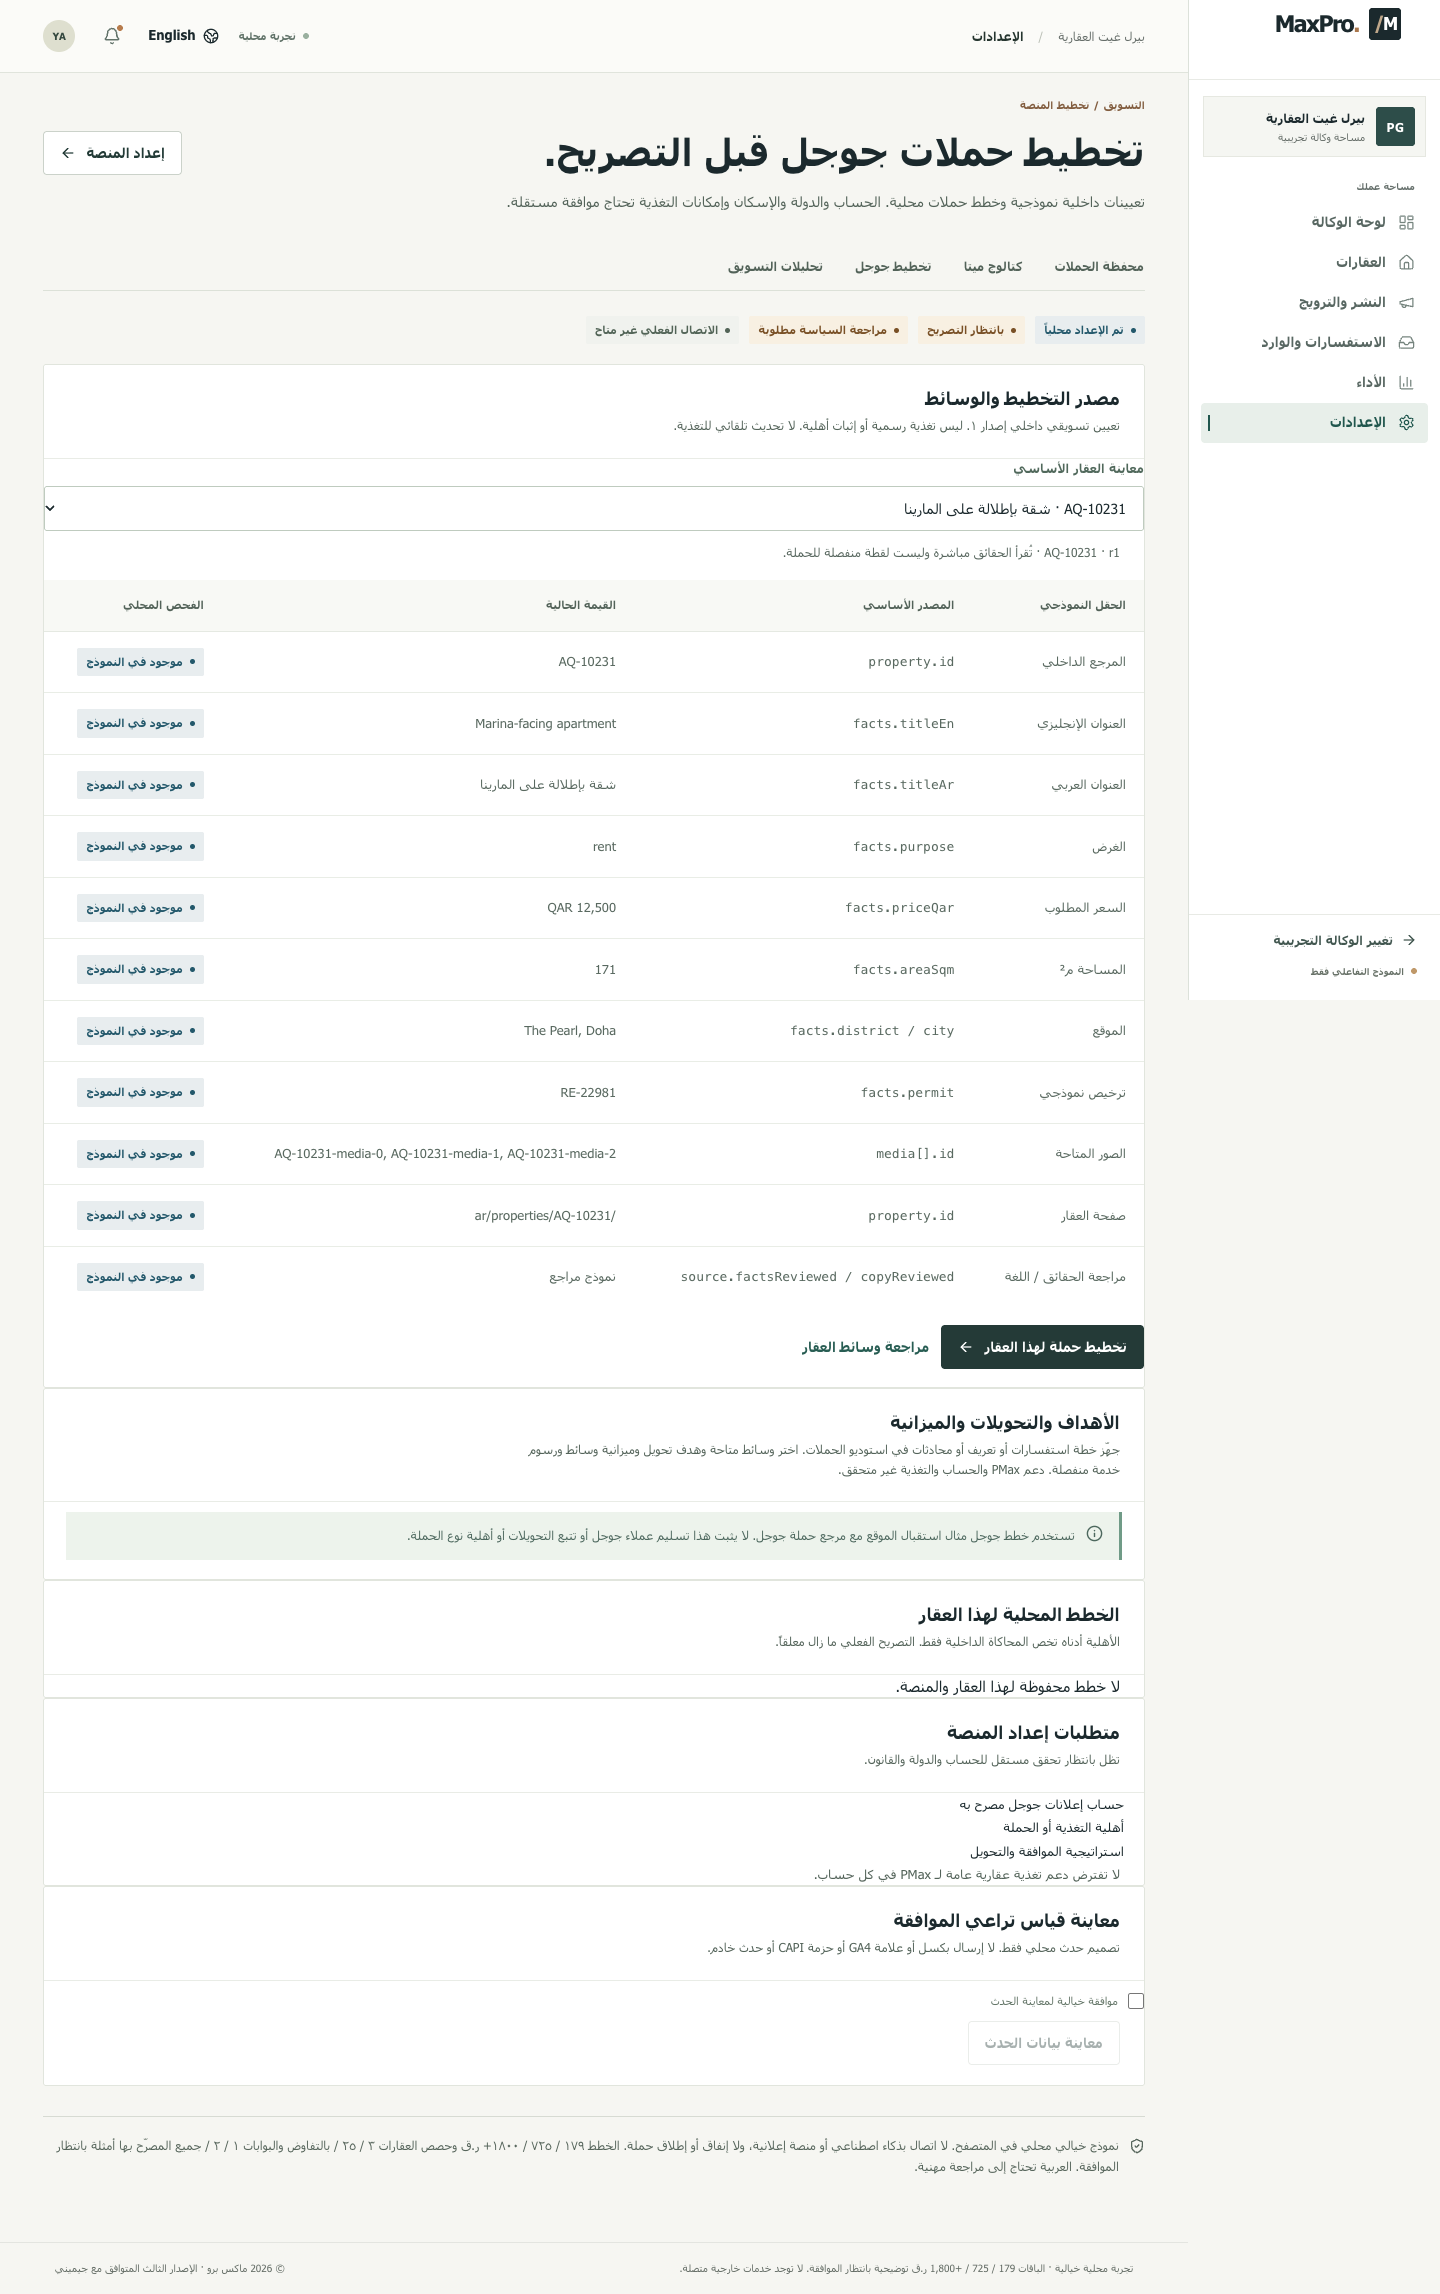 MaxPro.
/M
بيرل غيت العقارية / الإعدادات
تجربة محلية
English
YA
PG
بيرل غيت العقارية
مساحة وكالة تجريبية
مساحة عملك
لوحة الوكالة
العقارات
النشر والترويج
الاستفسارات والوارد
الأداء
الإعدادات
تغيير الوكالة التجريبية
النموذج التفاعلي فقط
التسويق / تخطيط المنصة
تخطيط حملات جوجل قبل التصريح.
إعداد المنصة
تعيينات داخلية نموذجية وخطط حملات محلية. الحساب والدولة والإسكان وإمكانات التغذية تحتاج موافقة مستقلة.
محفظة الحملات
كتالوج ميتا
تخطيط جوجل
تحليلات التسويق
تم الإعداد محلياً
بانتظار التصريح
مراجعة السياسة مطلوبة
الاتصال الفعلي غير متاح
مصدر التخطيط والوسائط
تعيين تسويقي داخلي إصدار ١. ليس تغذية رسمية أو إثبات أهلية. لا تحديث تلقائي للتغذية.
معاينة العقار الأساسي
AQ-10231 · شقة بإطلالة على المارينا
AQ-10231 · r1 · تُقرأ الحقائق مباشرة وليست لقطة منفصلة للحملة.
الحقل النموذجي المصدر الأساسي القيمة الحالية الفحص المحلي
المرجع الداخلي property.id AQ-10231 موجود في النموذج
العنوان الإنجليزي facts.titleEn Marina-facing apartment موجود في النموذج
العنوان العربي facts.titleAr شقة بإطلالة على المارينا موجود في النموذج
الغرض facts.purpose rent موجود في النموذج
السعر المطلوب facts.priceQar QAR 12,500 موجود في النموذج
المساحة م² facts.areaSqm 171 موجود في النموذج
الموقع facts.district / city The Pearl, Doha موجود في النموذج
ترخيص نموذجي facts.permit RE-22981 موجود في النموذج
الصور المتاحة media[].id AQ-10231-media-0, AQ-10231-media-1, AQ-10231-media-2 موجود في النموذج
صفحة العقار property.id ar/properties/AQ-10231/ موجود في النموذج
مراجعة الحقائق / اللغة source.factsReviewed / copyReviewed نموذج مراجع موجود في النموذج
تخطيط حملة لهذا العقار
مراجعة وسائط العقار
الأهداف والتحويلات والميزانية
جهّز خطة استفسارات أو تعريف أو محادثات في استوديو الحملات. اختر وسائط متاحة وهدف تحويل وميزانية وسائط ورسوم
خدمة منفصلة. دعم PMax والحساب والتغذية غير متحقق.
تستخدم خطط جوجل مثال استقبال الموقع مع مرجع حملة جوجل. لا يثبت هذا تسليم عملاء جوجل أو تتبع التحويلات أو أهلية نوع الحملة.
الخطط المحلية لهذا العقار
الأهلية أدناه تخص المحاكاة الداخلية فقط. التصريح الفعلي ما زال معلقاً.
لا خطط محفوظة لهذا العقار والمنصة.
متطلبات إعداد المنصة
تظل بانتظار تحقق مستقل للحساب والدولة والقانون.
حساب إعلانات جوجل مصرح به
أهلية التغذية أو الحملة
استراتيجية الموافقة والتحويل
لا تفترض دعم تغذية عقارية عامة لـ PMax في كل حساب.
معاينة قياس تراعي الموافقة
تصميم حدث محلي فقط. لا إرسال بكسل أو علامة GA4 أو حزمة CAPI أو حدث خادم.
موافقة خيالية لمعاينة الحدث
معاينة بيانات الحدث
نموذج خيالي محلي في المتصفح. لا اتصال بذكاء اصطناعي أو منصة إعلانية، ولا إنفاق أو إطلاق حملة. الخطط ١٧٩ / ٧٢٥ / ١٨٠٠+ ر.ق وحصص العقارات ٣ / ٢٥ / بالتفاوض والبوابات ١ / ٢ / جميع المصرّح بها أمثلة بانتظار
الموافقة. العربية تحتاج إلى مراجعة مهنية.
تجربة محلية خيالية · الباقات 179 / 725 / +1,800 ر.ق توضيحية بانتظار الموافقة. لا توجد خدمات خارجية متصلة.
© 2026 ماكس برو · الإصدار الثالث المتوافق مع جيميني